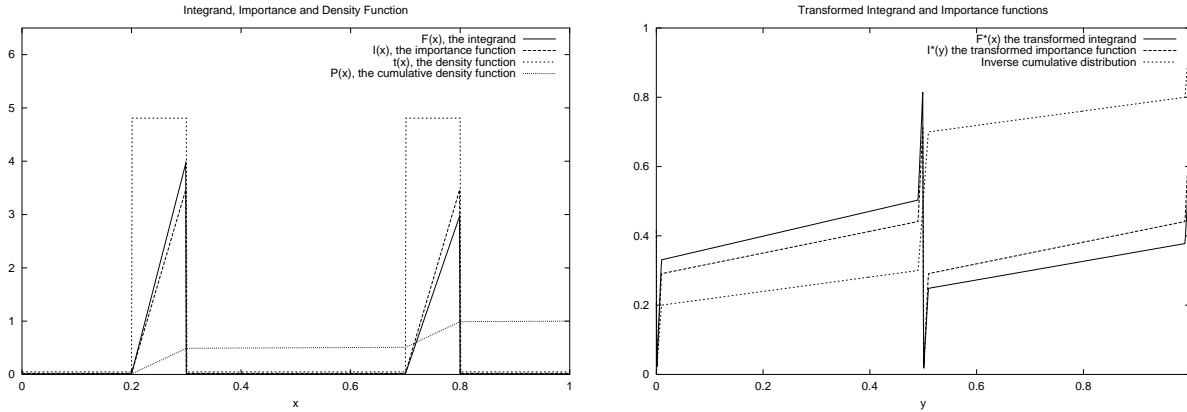 Integrand, Importance and Density Function
F(x), the integrand
I(x), the importance function
t(x), the density function
P(x), the cumulative density function
6
5
4
3
2
1
0
0
0.2
0.4
0.6
0.8
1
x
Transformed Integrand and Importance functions
F*(x) the transformed integrand
I*(y) the transformed importance function
Inverse cumulative distribution
1
0.8
0.6
0.4
0.2
0
0
0.2
0.4
0.6
0.8
y